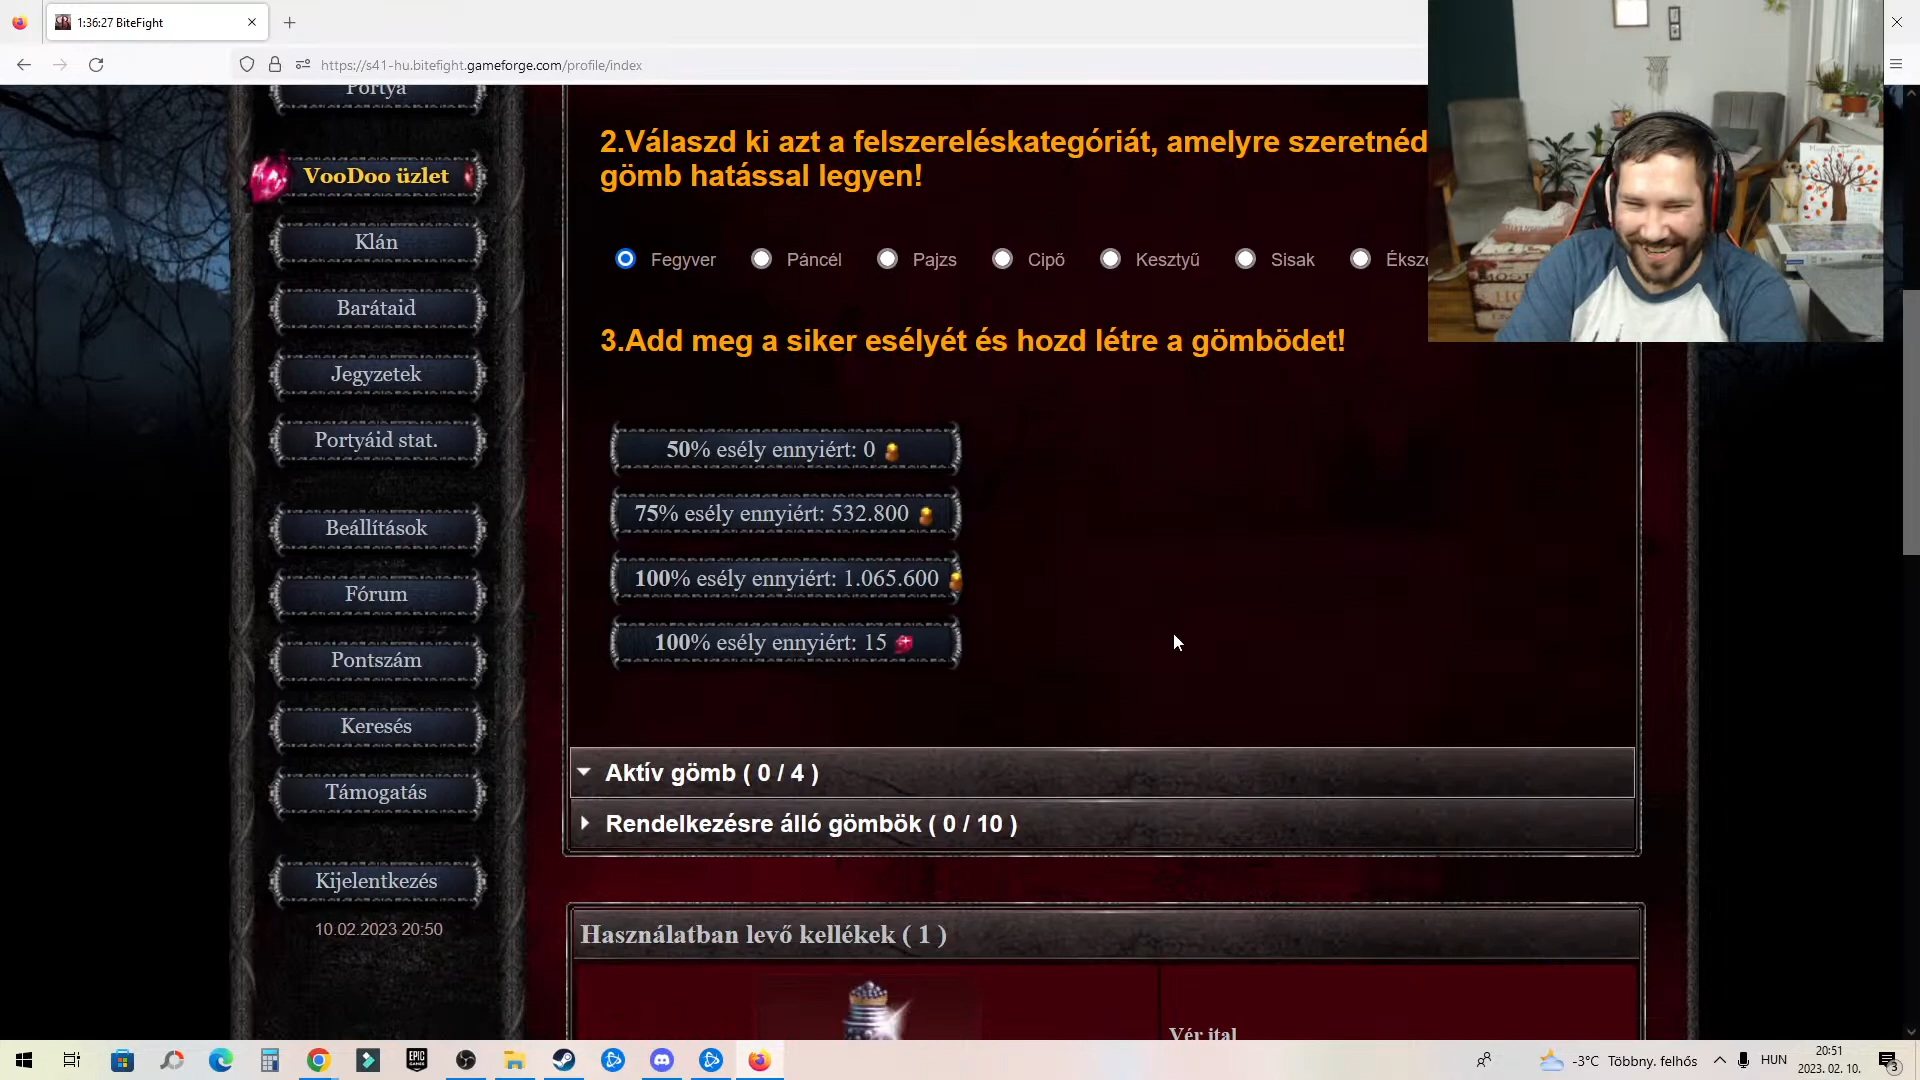 1:36:27 BiteFight
https://s41-hu.bitefight.gameforge.com/profile/index
Portya
VooDoo üzlet
Klán
Barátaid
Jegyzetek
Portyáid stat.
Beállítások
Fórum
Pontszám
Keresés
Támogatás
Kijelentkezés
10.02.2023 20:50
2.Válaszd ki azt a felszereléskategóriát, amelyre szeretnéd
gömb hatással legyen!
Fegyver Páncél Pajzs Cipő Kesztyű Sisak Éksze
3.Add meg a siker esélyét és hozd létre a gömbödet!
50% esély ennyiért: 0
75% esély ennyiért: 532.800
100% esély ennyiért: 1.065.600
100% esély ennyiért: 15
Aktív gömb ( 0 / 4 )
Rendelkezésre álló gömbök ( 0 / 10 )
Használatban levő kellékek ( 1 )
Vér ital
EPIC
GAMES
-3°C Többny. felhős
HUN
20:51
2023. 02. 10.
3